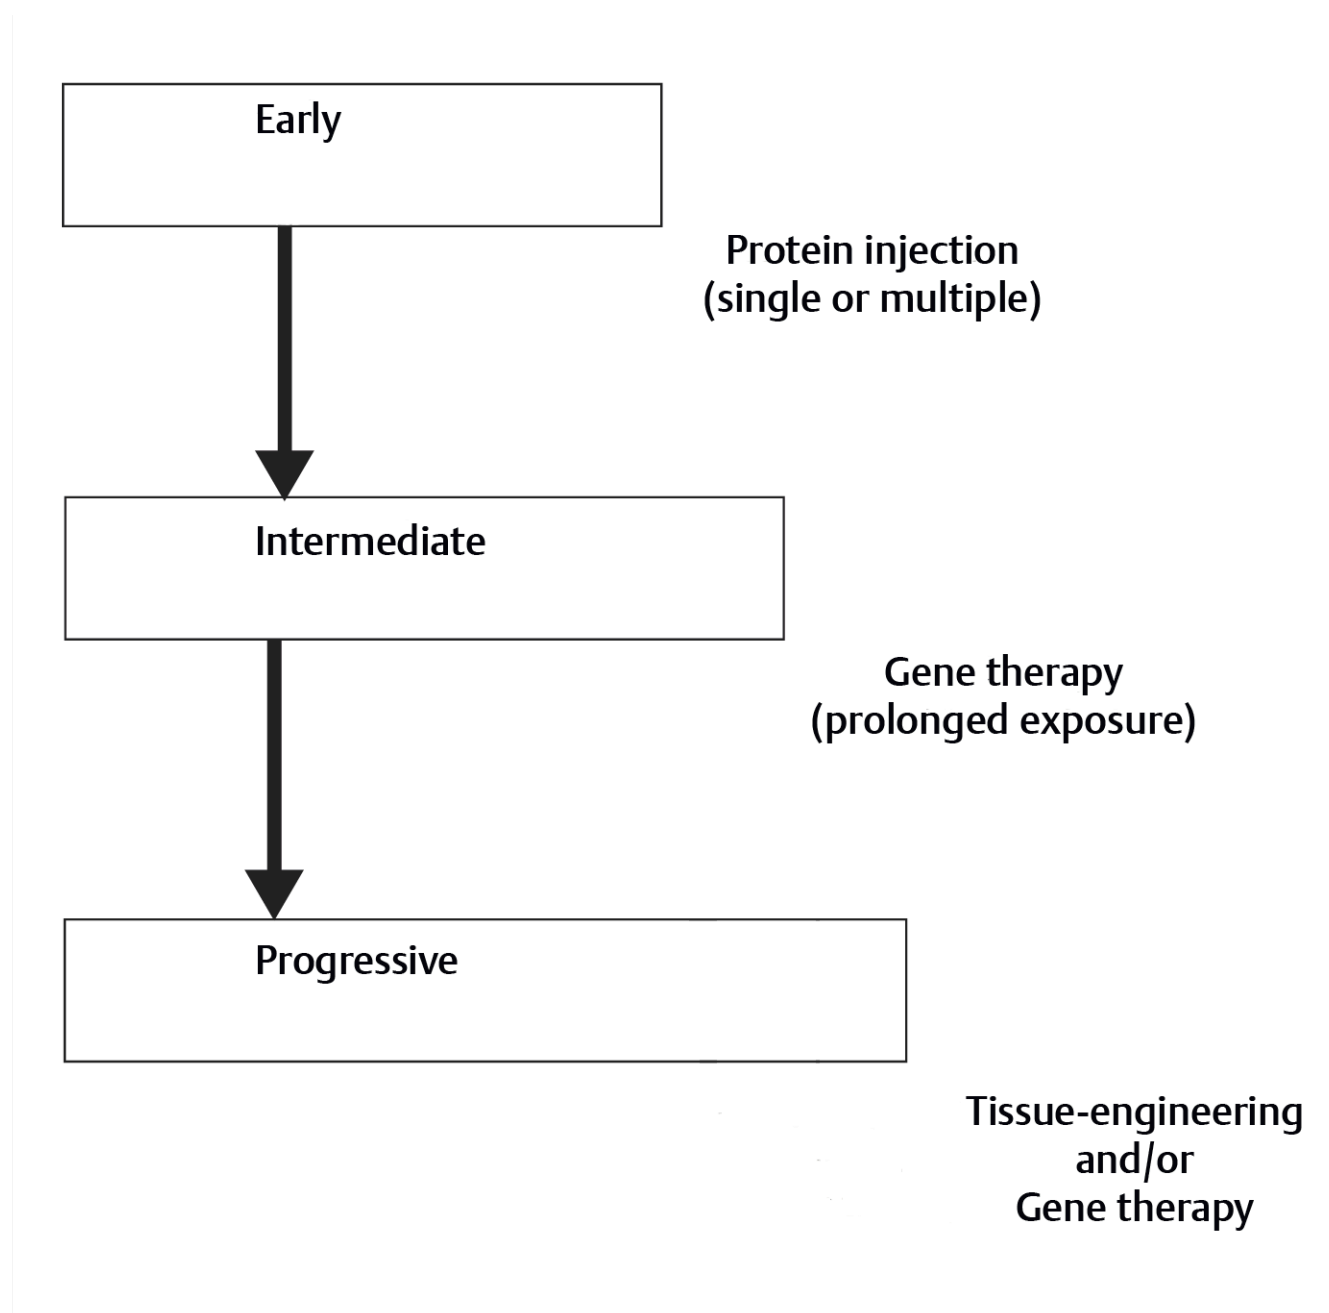 Early
Protein injection
(single or multiple)
Intermediate
Gene therapy
(prolonged exposure)
Progressive
Tissue-engineering
and/or
Gene therapy